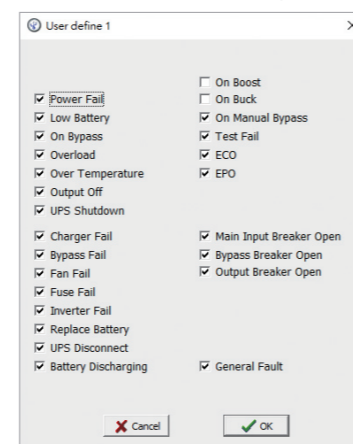 User define 1
On Boost
Power Fail
On Buck
Low Battery
On Manual Bypass
On Bypass
Test Fail
Overload
ECO
Over Temperature
EPO
Output Off
UPS Shutdown
Charger Fail
Main Input Breaker Open
Bypass Fail
Bypass Breaker Open
Fan Fail
Output Breaker Open
Fuse Fail
Inverter Fail
Replace Battery
UPS Disconnect
Battery Discharging
General Fault
Cancel
OK